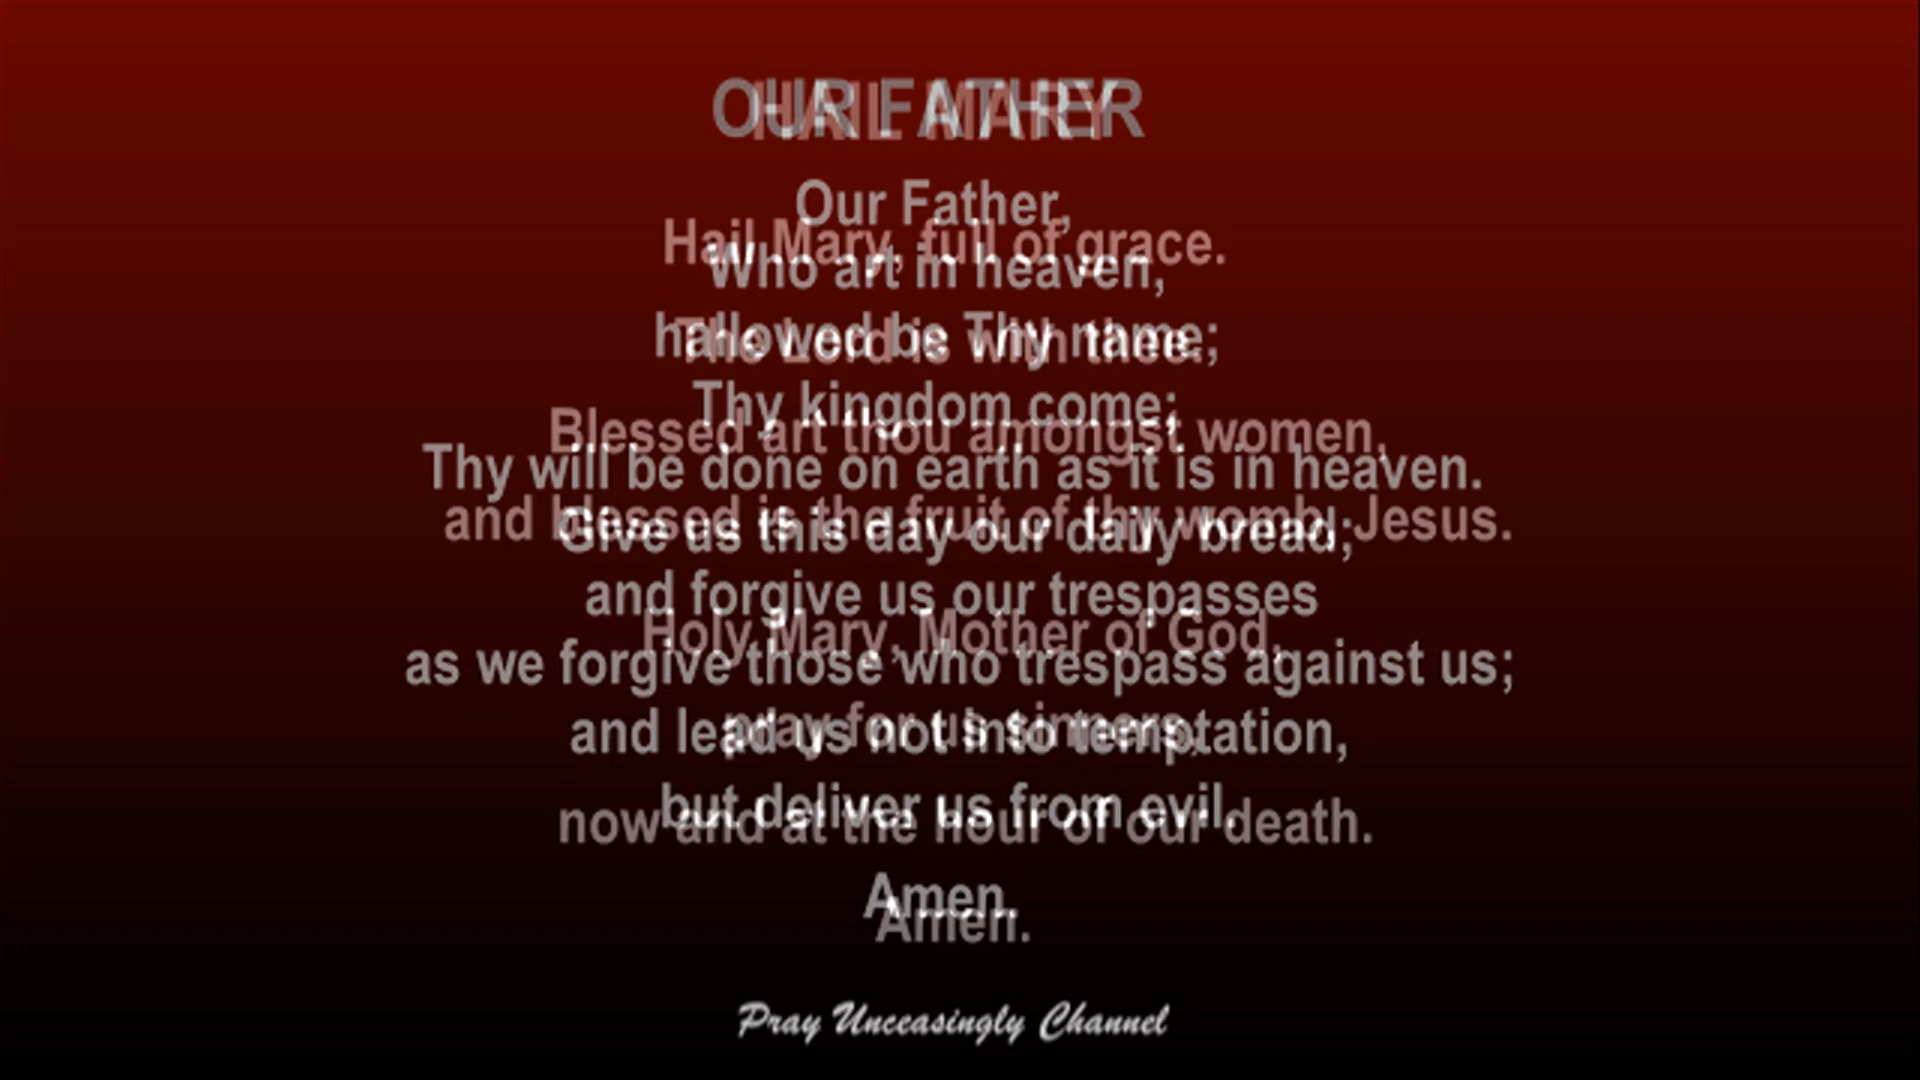 OUR FATHER
HAIL MARY
Our Father,
Hail Mary, full of grace.
Who art in heaven,
hallowed be Thy name;
The Lord is with thee.
Thy kingdom come;
Blessed art thou amongst women,
Thy will be done on earth as it is in heaven.
and blessed is the fruit of thy womb, Jesus.
Give us this day our daily bread;
and forgive us our trespasses
Holy Mary, Mother of God,
as we forgive those who trespass against us;
pray for us sinners,
and lead us not into temptation,
but deliver us from evil.
now and at the hour of our death.
Amen.
Amen.
Pray Unceasingly Channel